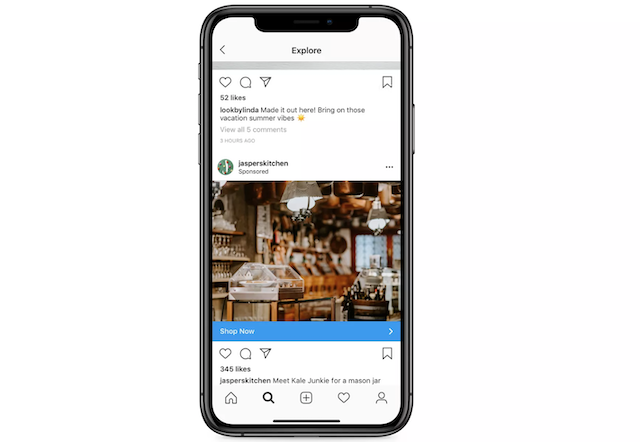 Explore
52 likes
lookbylinda Made it out here! Bring on those
vacation summer vibes
View all 5 comments
3 HOURS AGO
jasperskitchen
Sponsored
Shop Now
345 likes
jasperskitchen Meet Kale Junkie for a mason jar